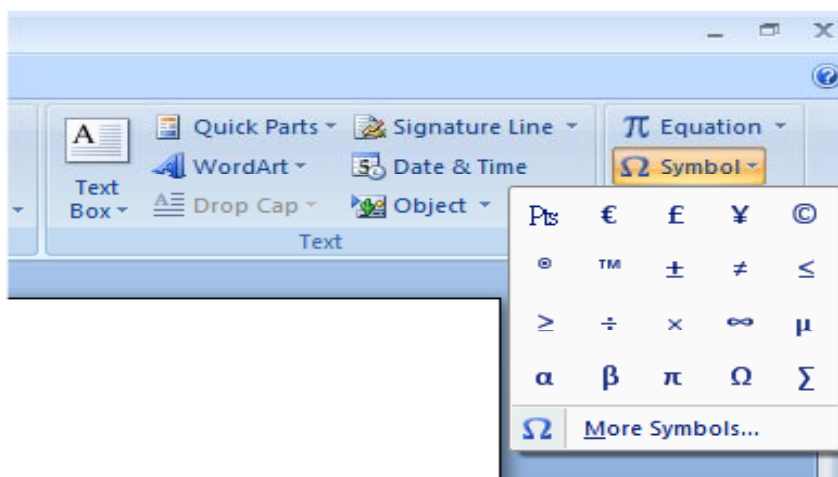 Quick Parts Signature Line π Equation
A WordArt Date & Time Ω Symbol
Text Box Drop Cap Object
Text
₧ € £ ¥ ©
® ™ ± ≠ ≤
≥ ÷ × ∞ µ
α β π Ω ∑
Ω More Symbols...